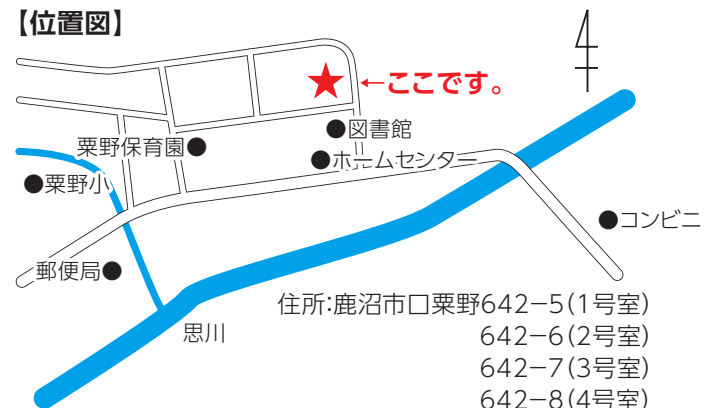 【位置図】
←ここです。
●図書館
粟野保育園●
●ホームセンター
●粟野小
●コンビニ
郵便局●
思川
住所:鹿沼市口粟野642−5(1号室)
642−6(2号室)
642−7(3号室)
642−8(4号室)